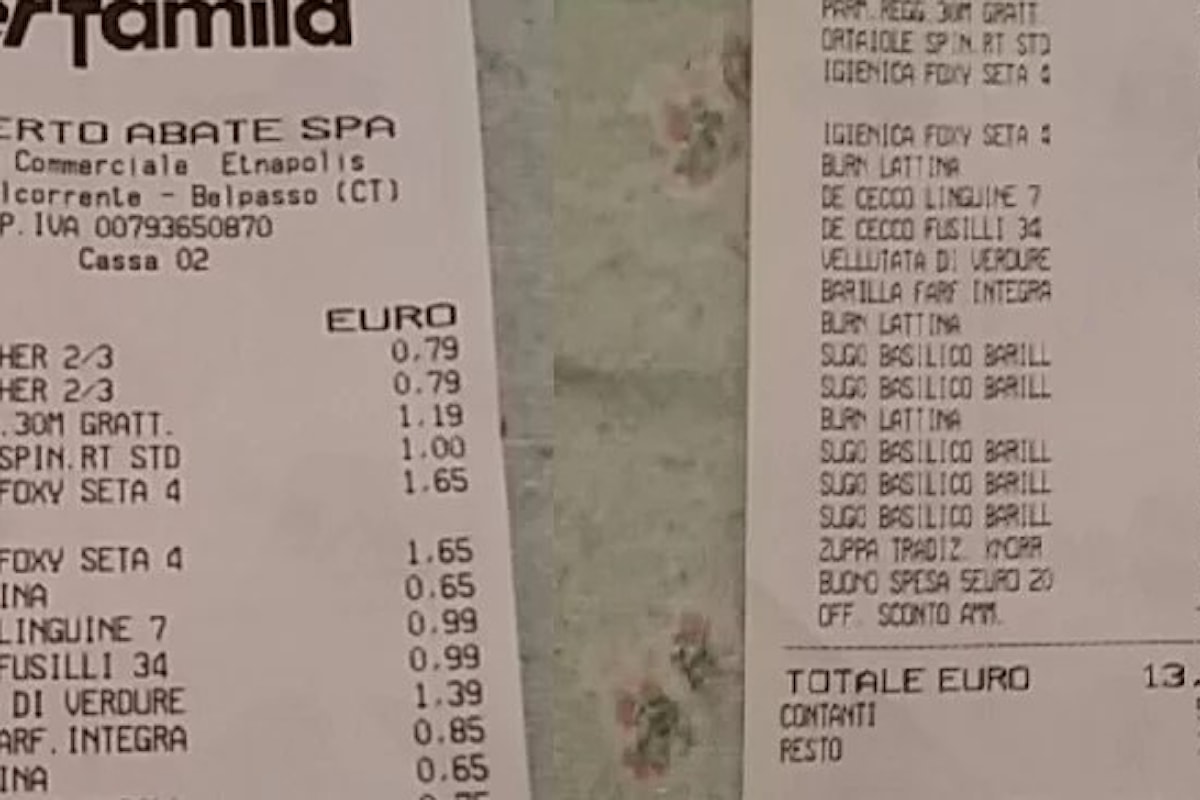 erfamila
ERTO ABATE SPA
Commerciale Etnapolis
lcorrente - Belpasso (CT)
P.IVA 00793650870
Cassa 02
EURO
HER 2/3 0.79
HER 2/3 0.79
.30M GRATT. 1.19
SPIN.RT STD 1.00
FOXY SETA 4 1.65
FOXY SETA 4 1.65
INA 0.65
LINGUINE 7 0.99
FUSILLI 34 0.99
DI VERDURE 1.39
ARF.INTEGRA 0.85
INA 0.65
PARM.REGG 30M GRATT
ORTAIOLE SPIN.RT STD
IGIENICA FOXY SETA 4
IGIENICA FOXY SETA 4
BURN LATTINA
DE CECCO LINGUINE 7
DE CECCO FUSILLI 34
VELLUTATA DI VERDURE
BARILLA FARF INTEGRA
BURN LATTINA
SUGO BASILICO BARILL
SUGO BASILICO BARILL
BURN LATTINA
SUGO BASILICO BARILL
SUGO BASILICO BARILL
SUGO BASILICO BARILL
ZUPPA TRADIZ. KNORR
BUONO SPESA 5EURO 20
OFF. SCONTO AMM.
TOTALE EURO 13.
CONTANTI
RESTO